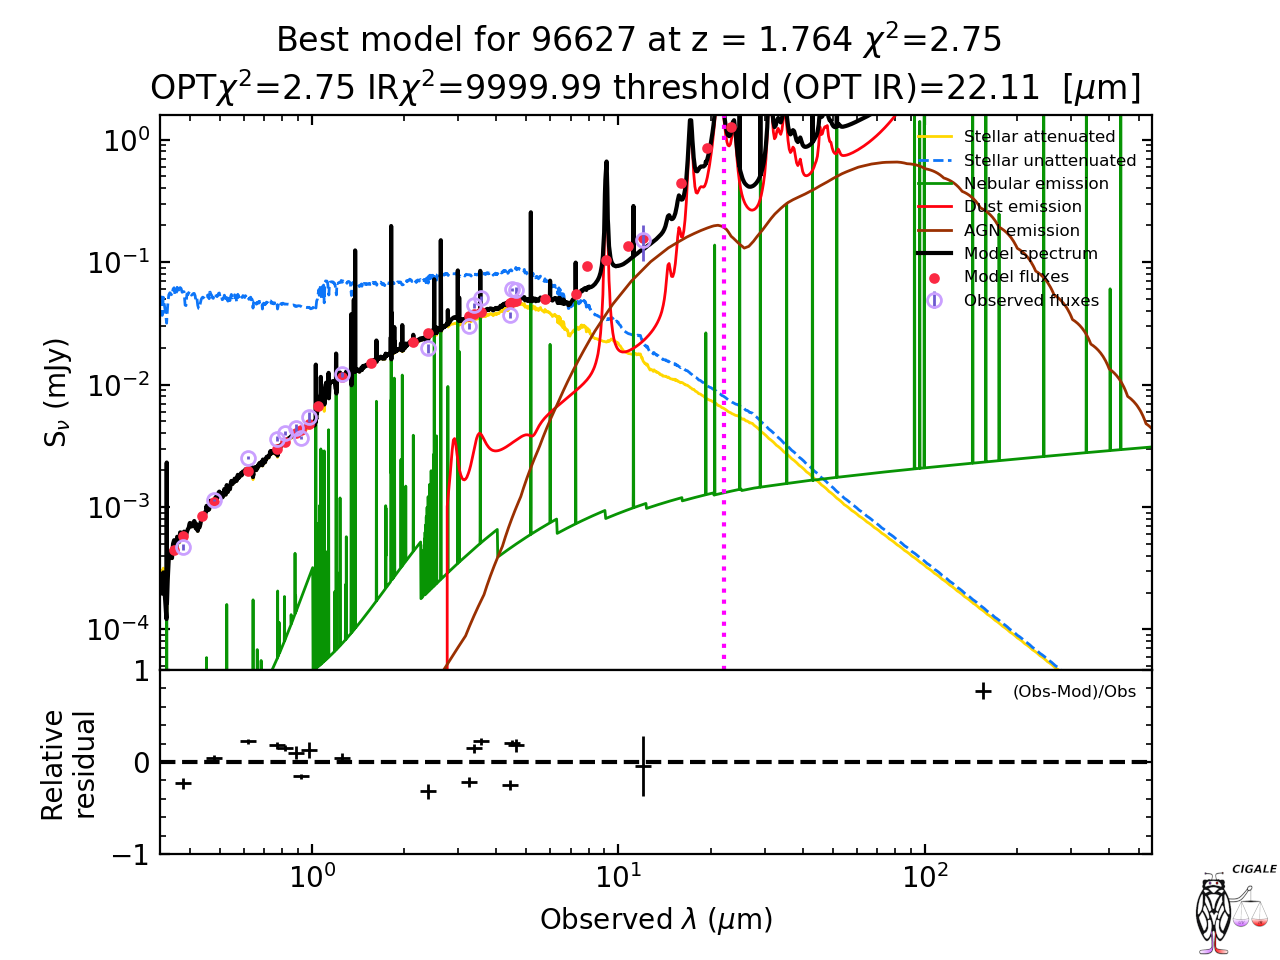 Best model for 96627 at z = 1.764 χ²=2.75
OPTχ²=2.75 IRχ²=9999.99 threshold (OPT IR)=22.11 [μm]
10⁰
10⁻¹
10⁻²
10⁻³
10⁻⁴
S_ν (mJy)
Stellar attenuated
Stellar unattenuated
Nebular emission
Dust emission
AGN emission
Model spectrum
Model fluxes
Observed fluxes
1
0
−1
Relative
residual
(Obs-Mod)/Obs
10⁰
10¹
10²
Observed λ (μm)
CIGALE